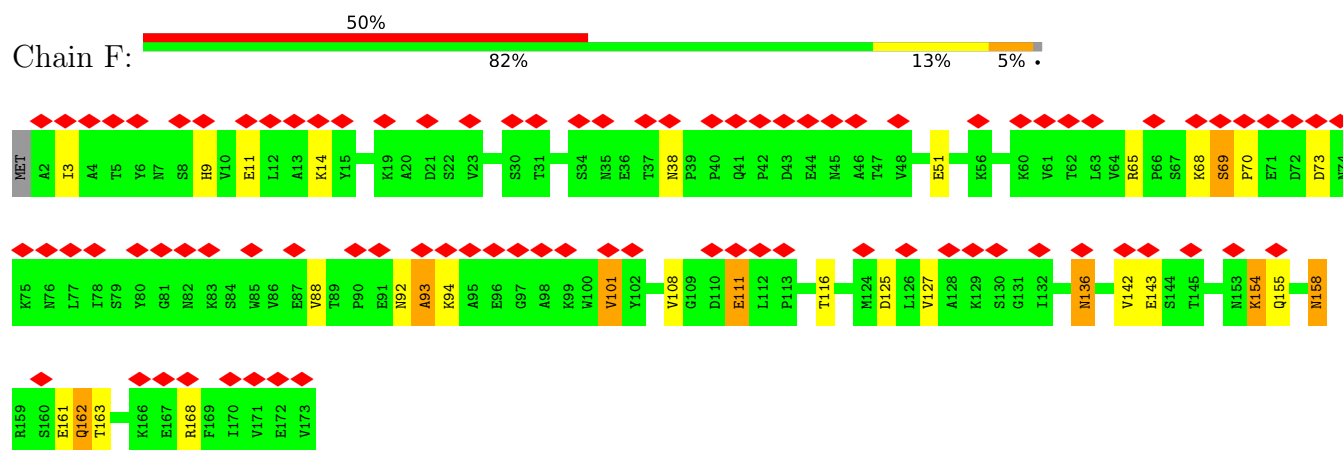 50%
Chain F:
82% 13% 5% •
MET A2 I3 A4 T5 Y6 N7 S8 H9 V10 E11 L12 A13 K14 Y15 K19 A20 D21 S22 V23 S30 T31 S34 N35 E36 T37 N38 P39 P40 Q41 P42 D43 E44 N45 A46 T47 V48 E51 K56 K60 V61 T62 L63 V64 R65 P66 S67 K68 S69 P70 E71 D72 D73 N74
K75 N76 L77 I78 S79 Y80 G81 N82 K83 S84 W85 V86 E87 V88 T89 P90 E91 N92 A93 K94 A95 E96 G97 A98 K99 W100 V101 Y102 V108 G109 D110 E111 L112 P113 T116 M124 D125 L126 V127 A128 K129 S130 G131 I132 N136 V142 E143 S144 T145 N153 K154 Q155 N158
R159 S160 E161 Q162 T163 K166 E167 R168 F169 I170 V171 E172 V173